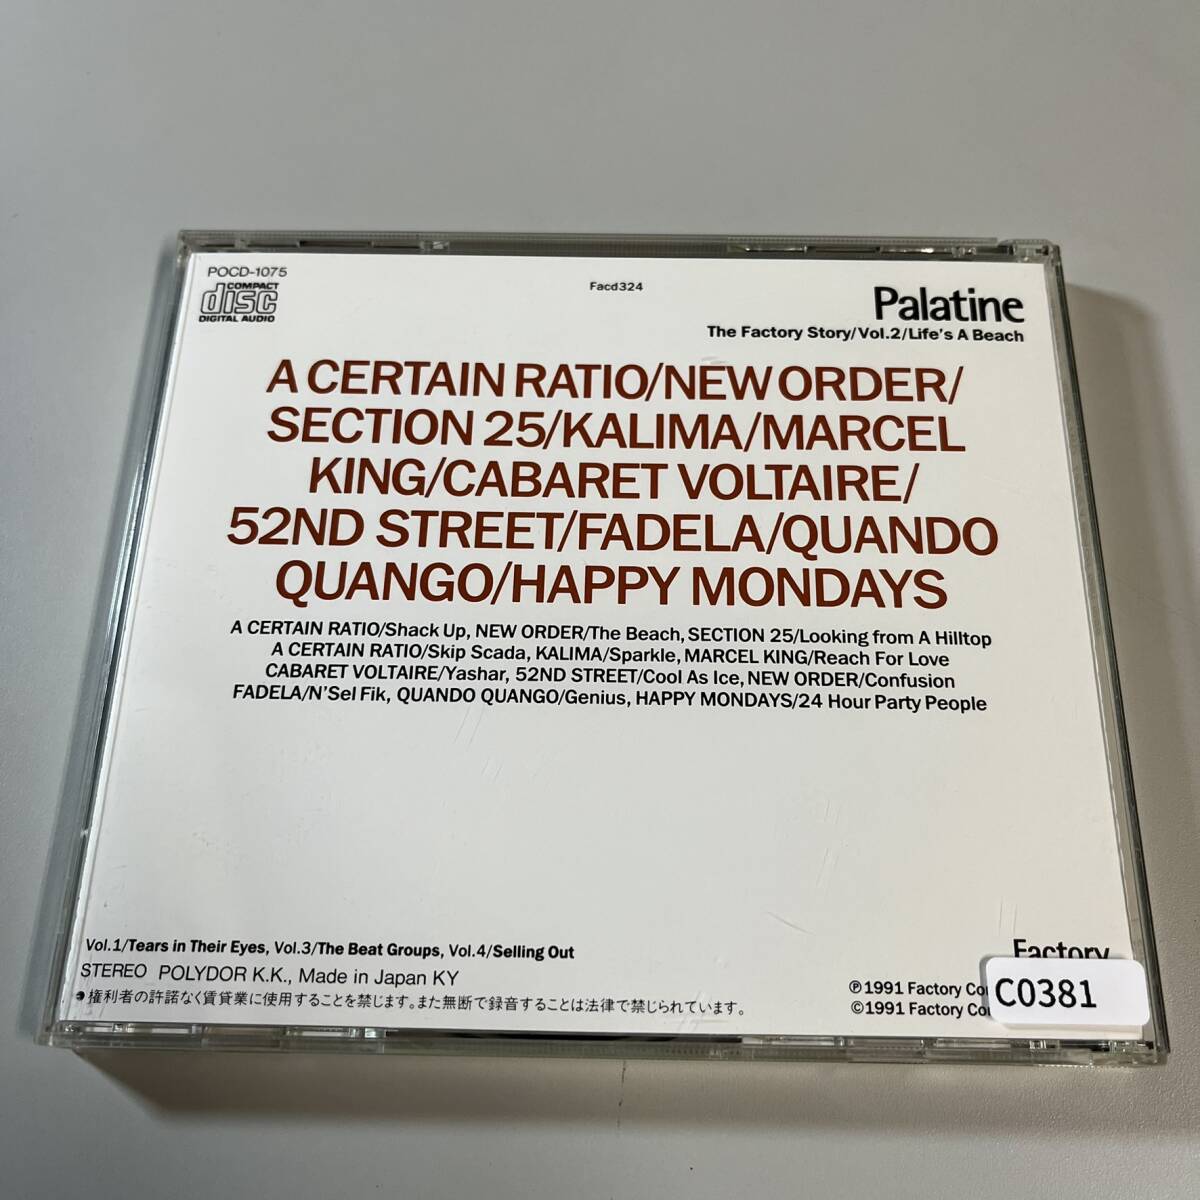 POCD-1075
COMPACT
disc
DIGITAL AUDIO
Facd324
Palatine
The Factory Story/Vol.2/Life's A Beach
A CERTAIN RATIO/NEW ORDER/
SECTION 25/KALIMA/MARCEL
KING/CABARET VOLTAIRE/
52ND STREET/FADELA/QUANDO
QUANGO/HAPPY MONDAYS
A CERTAIN RATIO/Shack Up, NEW ORDER/The Beach, SECTION 25/Looking from A Hilltop
A CERTAIN RATIO/Skip Scada, KALIMA/Sparkle, MARCEL KING/Reach For Love
CABARET VOLTAIRE/Yashar, 52ND STREET/Cool As Ice, NEW ORDER/Confusion
FADELA/N'Sel Fik, QUANDO QUANGO/Genius, HAPPY MONDAYS/24 Hour Party People
Vol.1/Tears in Their Eyes, Vol.3/The Beat Groups, Vol.4/Selling Out
STEREO POLYDOR K.K., Made in Japan KY
権利者の許諾なく賃貸業に使用することを禁じます。また無断で録音することは法律で禁じられています。
Factory
℗1991 Factory
©1991 Factory
C0381